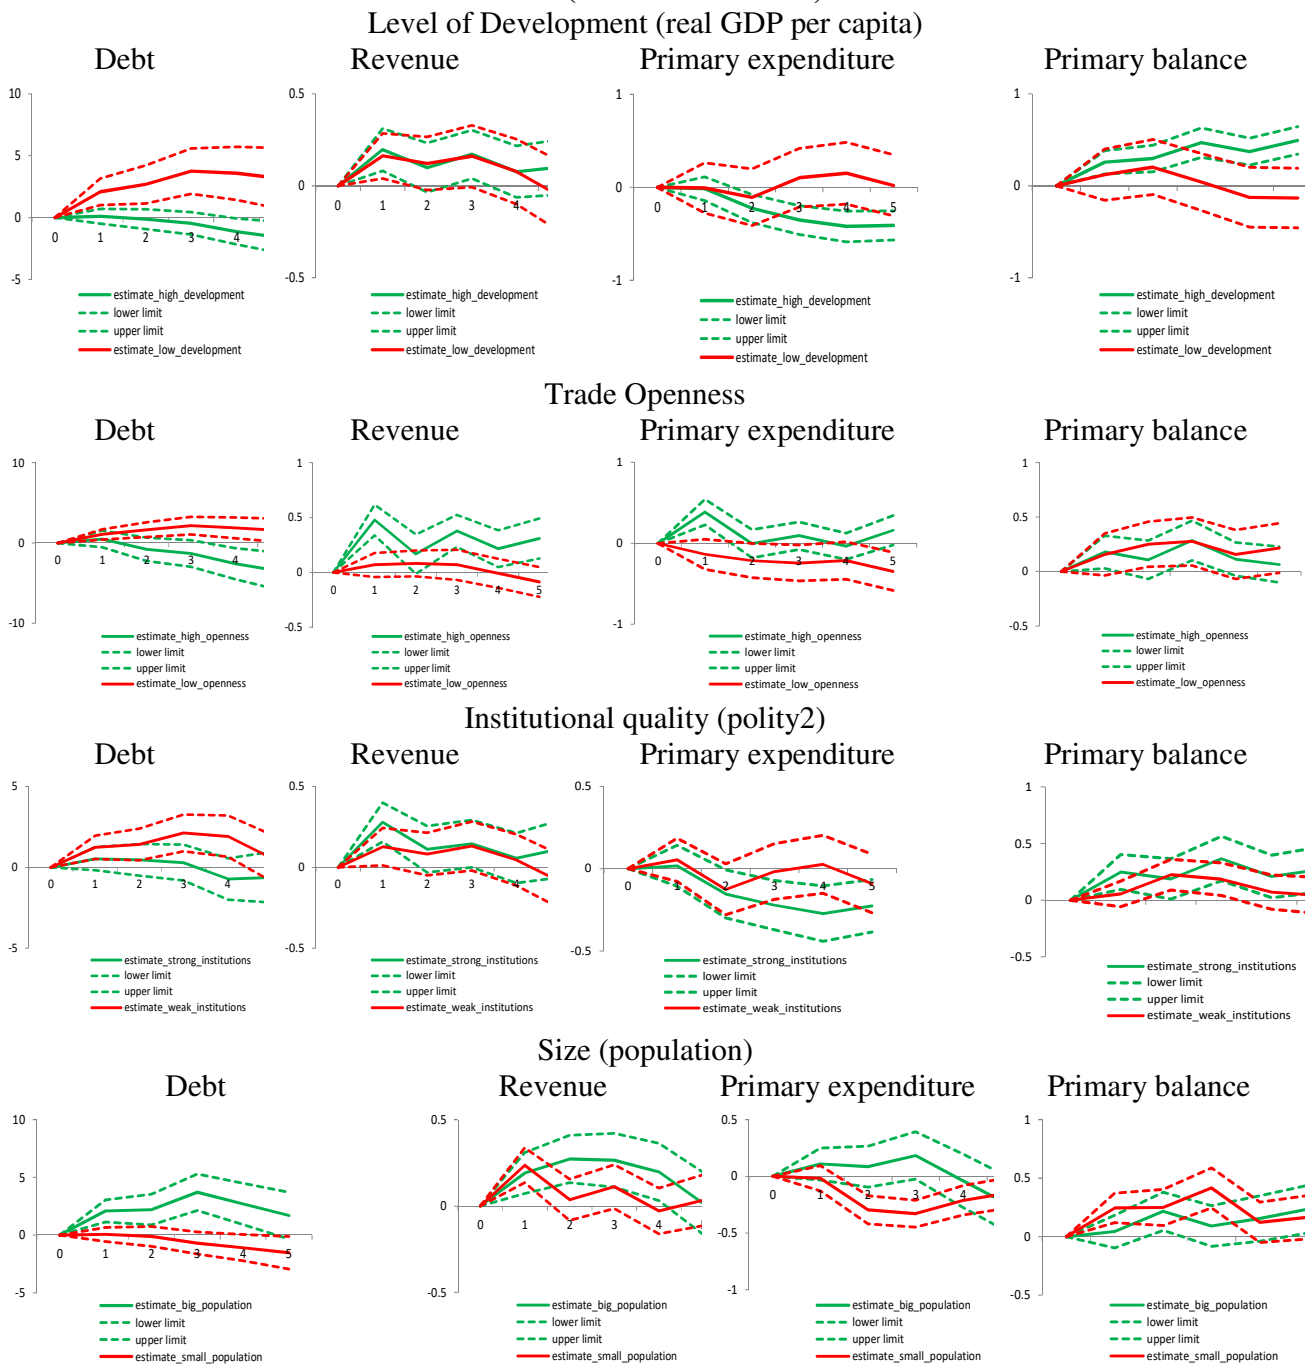 Level of Development (real GDP per capita)
Debt Revenue Primary expenditure Primary balance
10
5
0
-5
0 1 2 3 4
estimate_high_development
lower limit
upper limit
estimate_low_development
0.5
0
-0.5
0 1 2 3 4
estimate_high_development
lower limit
upper limit
estimate_low_development
1
0
-1
0 1 2 3 4 5
estimate_high_development
lower limit
upper limit
estimate_low_development
1
0
-1
estimate_high_development
lower limit
upper limit
estimate_low_development
Trade Openness
Debt Revenue Primary expenditure Primary balance
10
0
-10
0 1 2 3 4
estimate_high_openness
lower limit
upper limit
estimate_low_openness
1
0.5
0
-0.5
0 1 2 3 4 5
estimate_high_openness
lower limit
upper limit
estimate_low_openness
1
0
-1
0 1 2 3 4 5
estimate_high_openness
lower limit
upper limit
estimate_low_openness
1
0.5
0
-0.5
estimate_high_openness
lower limit
upper limit
estimate_low_openness
Institutional quality (polity2)
Debt Revenue Primary expenditure Primary balance
5
0
-5
0 1 2 3 4
estimate_strong_institutions
lower limit
upper limit
estimate_weak_institutions
0.5
0
-0.5
0 1 2 3 4
estimate_strong_institutions
lower limit
upper limit
estimate_weak_institutions
0.5
0
-0.5
0 1 2 3 4 5
estimate_strong_institutions
lower limit
upper limit
estimate_weak_institutions
1
0.5
0
-0.5
estimate_strong_institutions
lower limit
upper limit
estimate_weak_institutions
Size (population)
Debt Revenue Primary expenditure Primary balance
10
5
0
-5
0 1 2 3 4 5
estimate_big_population
lower limit
upper limit
estimate_small_population
0.5
0
-0.5
0 1 2 3 4
estimate_big_population
lower limit
upper limit
estimate_small_population
0.5
0
-0.5
-1
0 1 2 3 4
estimate_big_population
lower limit
upper limit
estimate_small_population
1
0.5
0
0.5
estimate_big_population
lower limit
upper limit
estimate_small_population